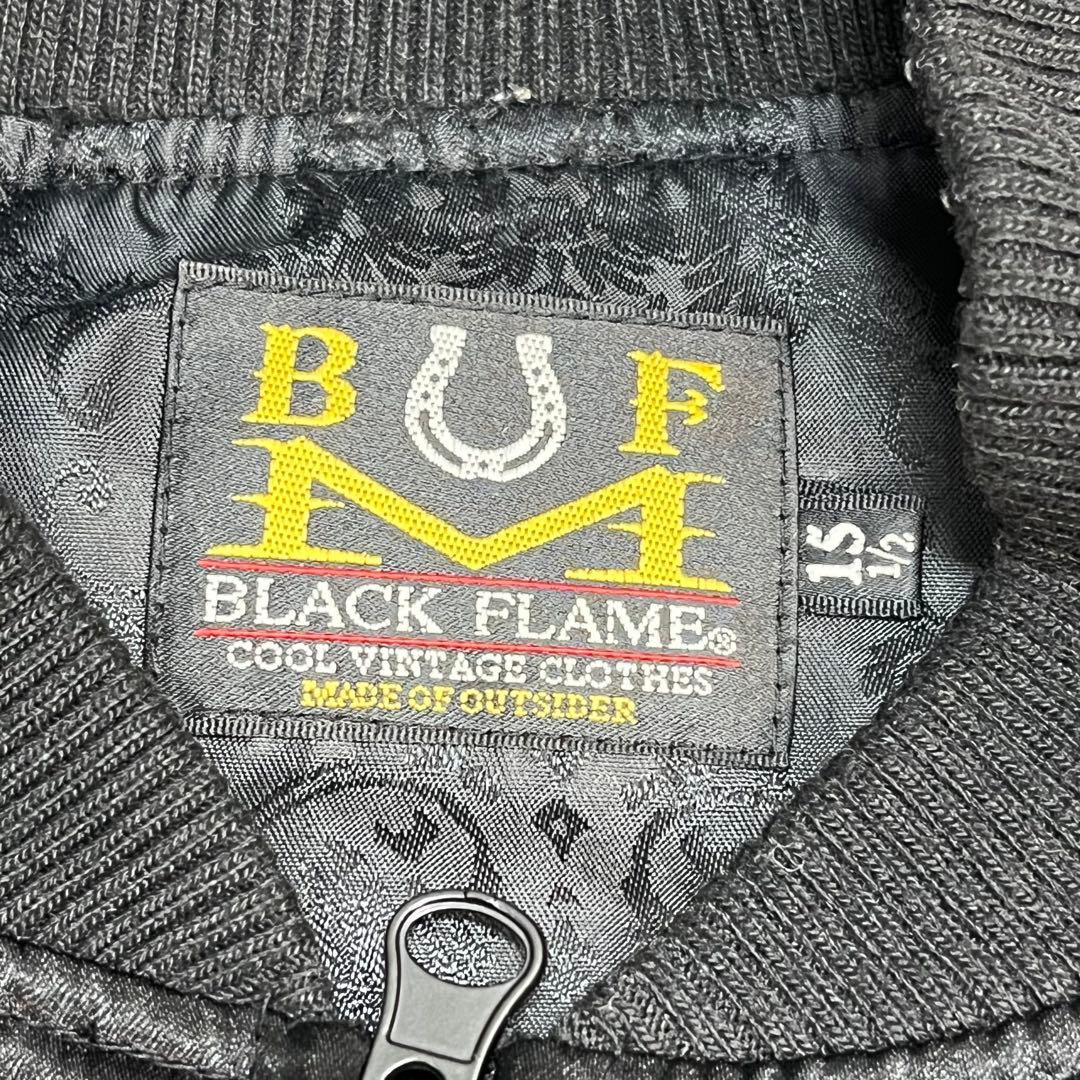 B F
M
BLACK FLAME®
COOL VINTAGE CLOTHES
MADE OF OUTSIDER
15 1/2